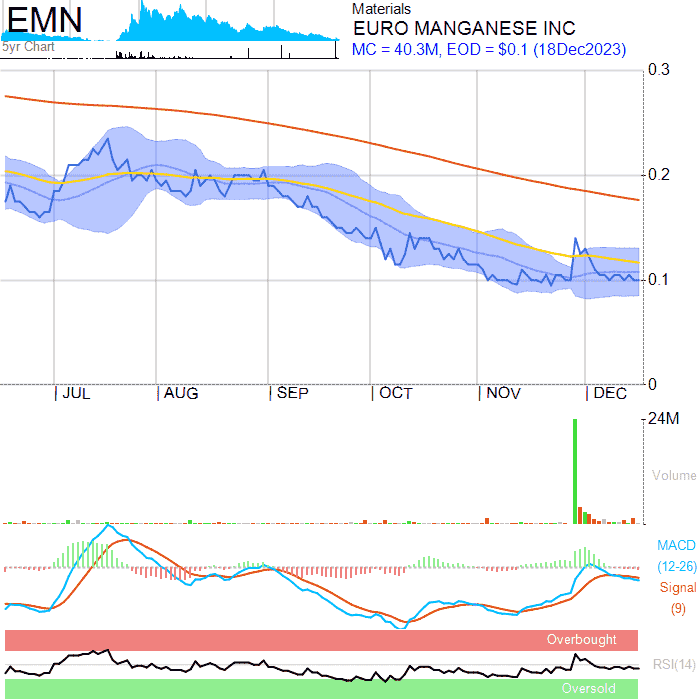 EMN
5yr Chart
Materials
EURO MANGANESE INC
MC = 40.3M, EOD = $0.1 (18Dec2023)
0.3
0.2
0.1
0
JUL AUG SEP OCT NOV DEC
24M
Volume
MACD
(12-26)
Signal
(9)
Overbought
RSI(14)
Oversold